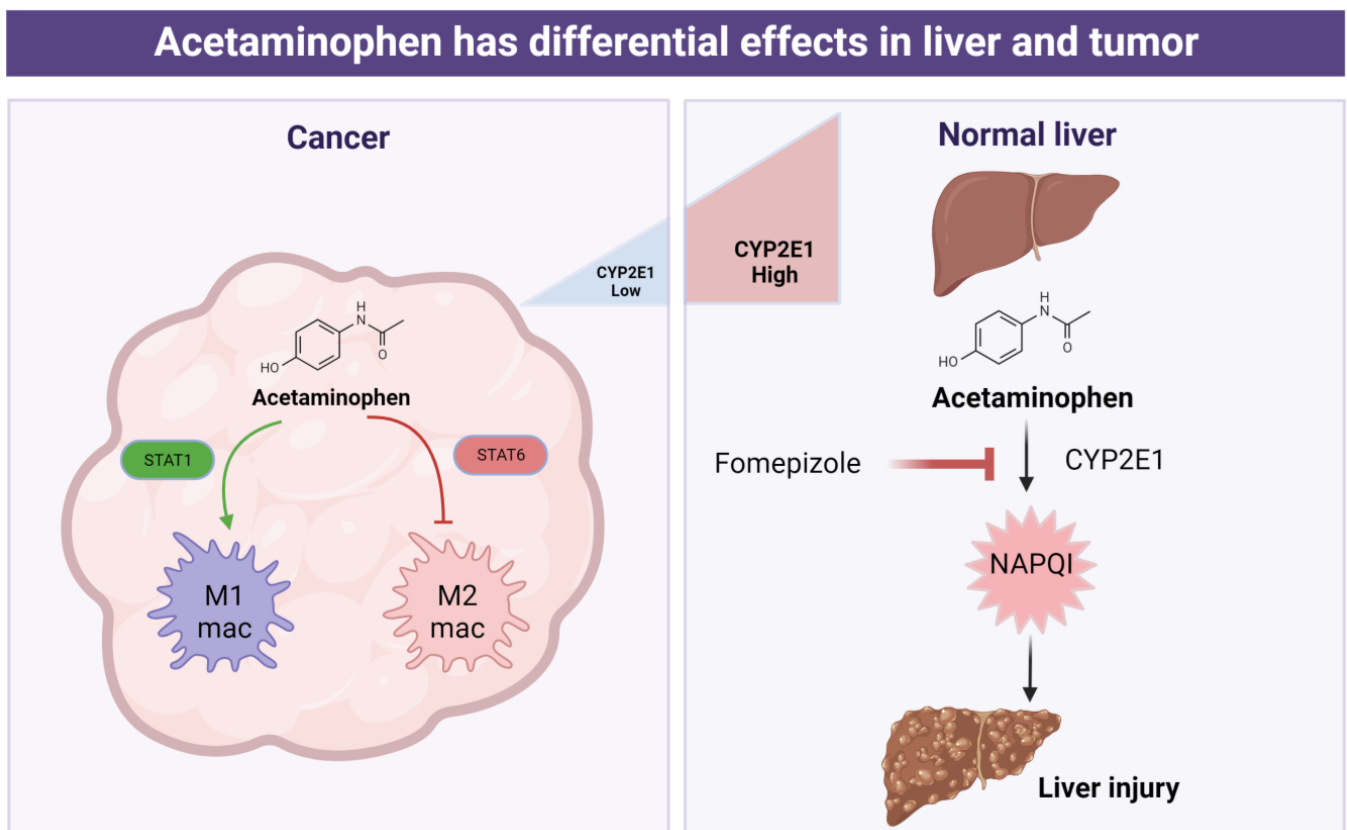 Acetaminophen has differential effects in liver and tumor
Cancer
CYP2E1
Low
H
N
O
HO
Acetaminophen
STAT1
STAT6
M1
mac
M2
mac
Normal liver
CYP2E1
High
H
N
O
HO
Acetaminophen
Fomepizole
CYP2E1
NAPQI
Liver injury